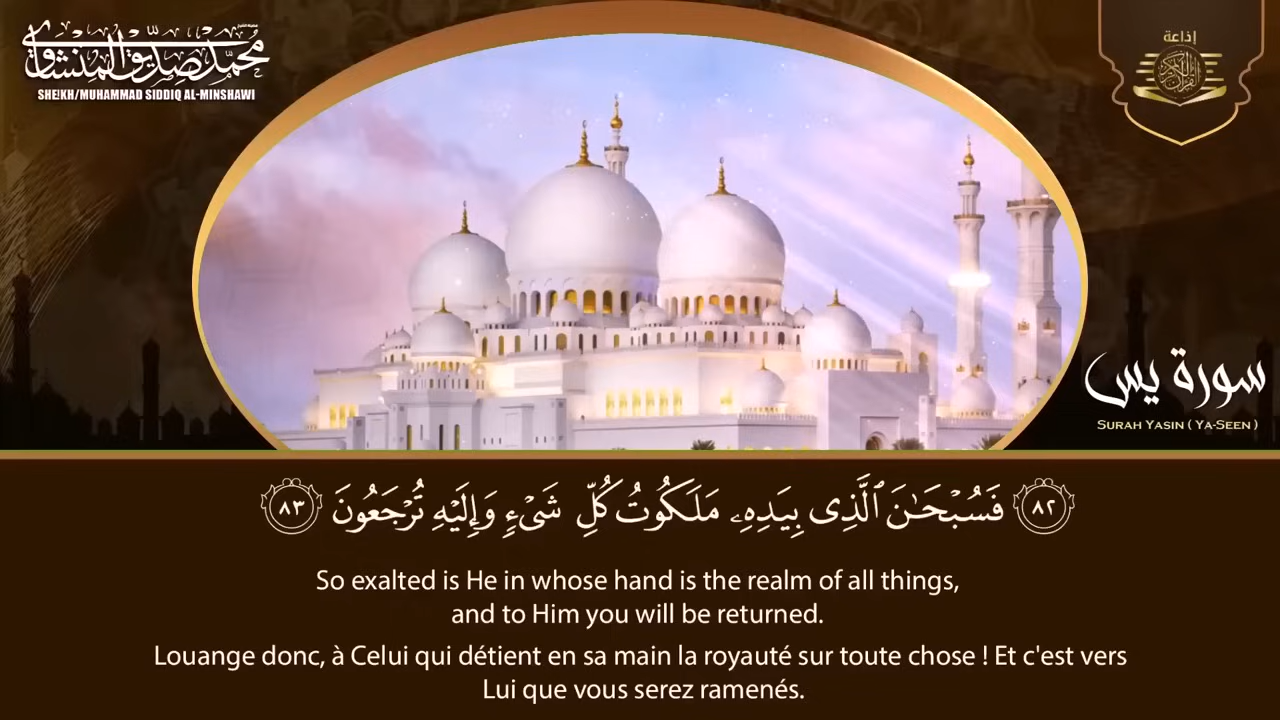 محمد صديق المنشاوي
SHEIKH/MUHAMMAD SIDDIQ AL-MINSHAWI
إذاعة
القرآن الكريم
سورة يس
SURAH YASIN ( YA-SEEN )
٨٢ فَسُبْحَـٰنَ ٱلَّذِى بِيَدِهِۦ مَلَكُوتُ كُلِّ شَىْءٍ وَإِلَيْهِ تُرْجَعُونَ ٨٣
So exalted is He in whose hand is the realm of all things,
and to Him you will be returned.
Louange donc, à Celui qui détient en sa main la royauté sur toute chose ! Et c'est vers
Lui que vous serez ramenés.